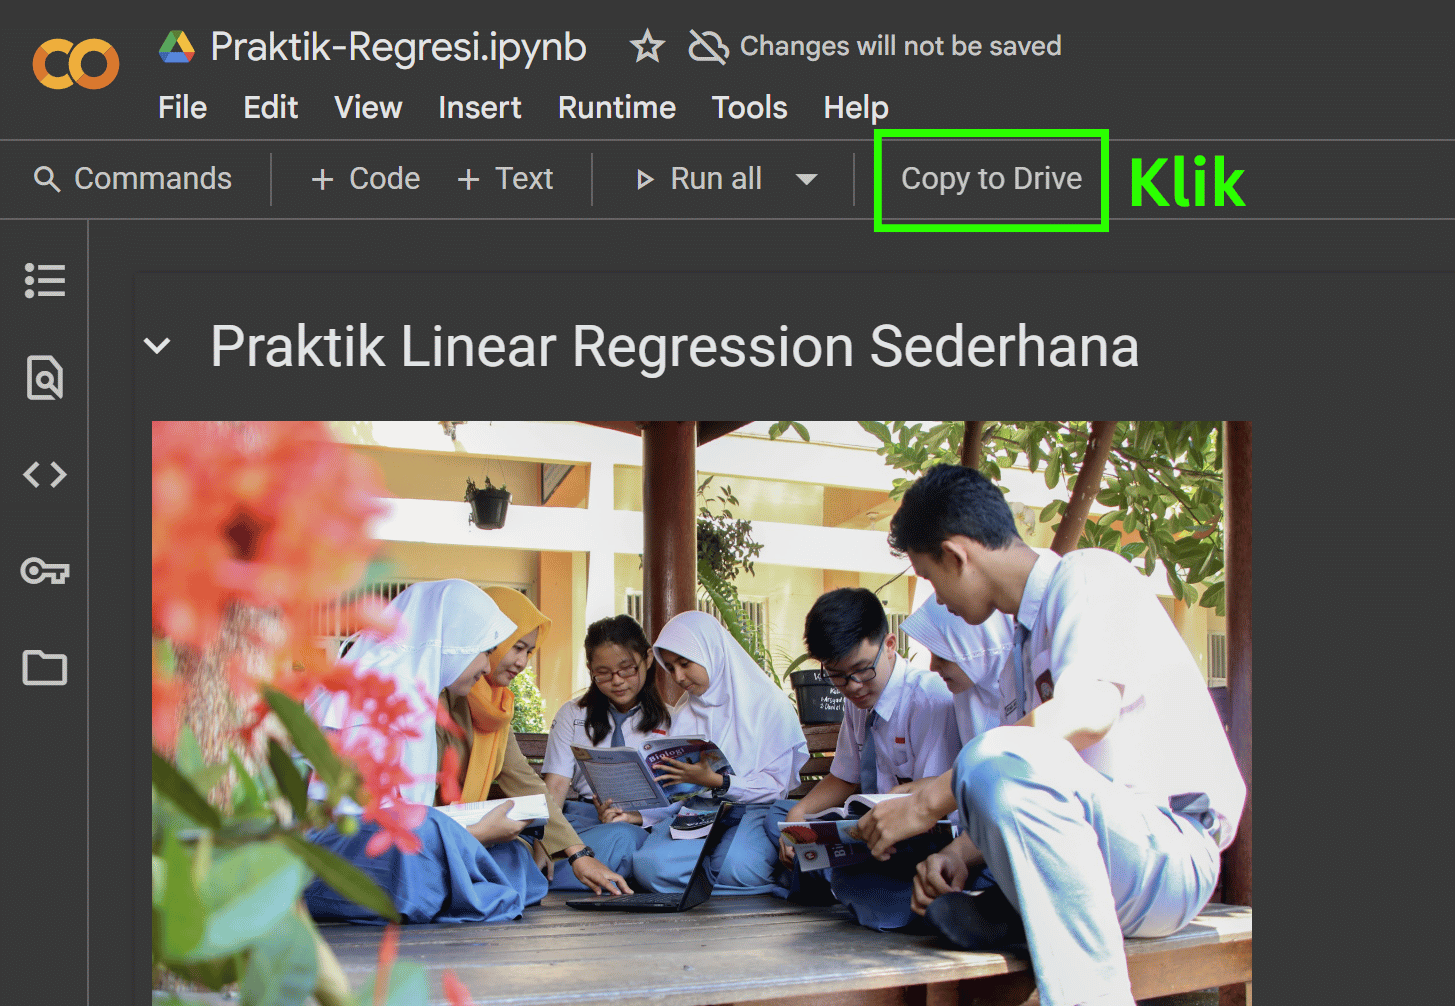 Praktik-Regresi.ipynb
Changes will not be saved
File Edit View Insert Runtime Tools Help
Commands + Code + Text Run all Copy to Drive
Klik
Praktik Linear Regression Sederhana
Biologi